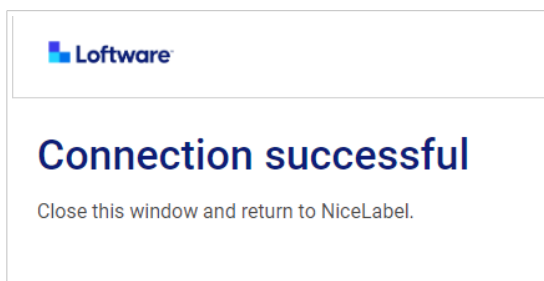 Loftware
Connection successful
Close this window and return to NiceLabel.